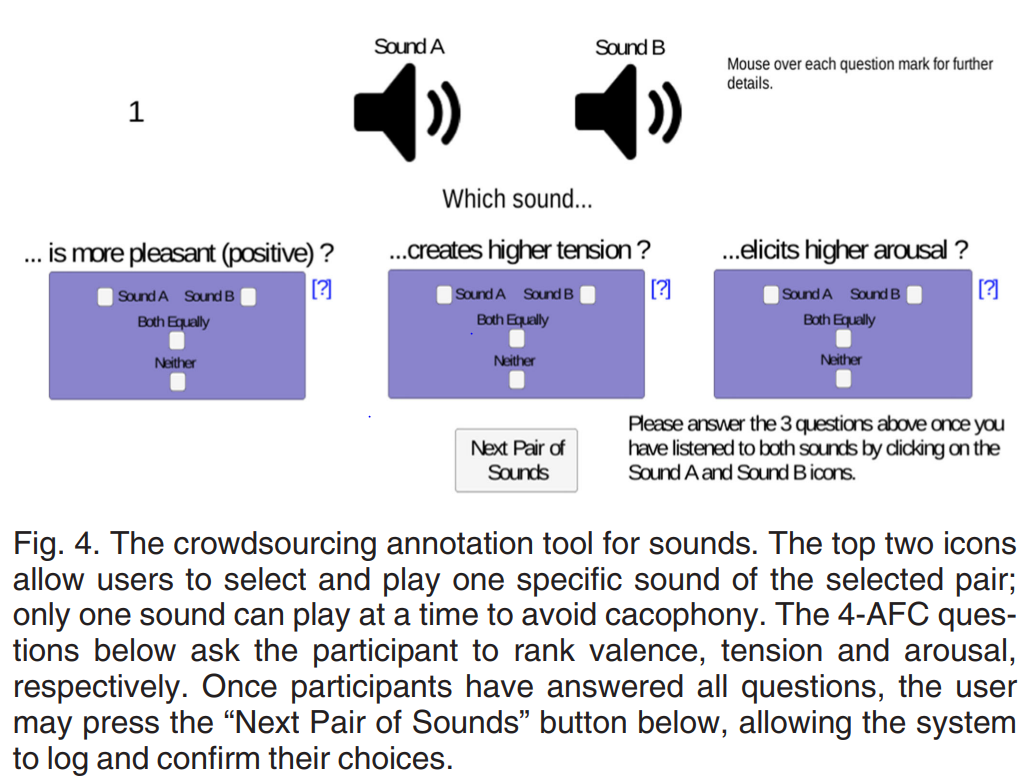 Sound A
Sound B
Mouse over each question mark for further
details.
1
Which sound...
... is more pleasant (positive) ?
...creates higher tension ?
...elicits higher arousal ?
Sound A Sound B
[?]
Both Equally
Neither
Sound A Sound B
[?]
Both Equally
Neither
Sound A Sound B
[?]
Both Equally
Neither
Next Pair of
Sounds
Please answer the 3 questions above once you
have listened to both sounds by clicking on the
Sound A and Sound B icons.
Fig. 4. The crowdsourcing annotation tool for sounds. The top two icons
allow users to select and play one specific sound of the selected pair;
only one sound can play at a time to avoid cacophony. The 4-AFC ques-
tions below ask the participant to rank valence, tension and arousal,
respectively. Once participants have answered all questions, the user
may press the “Next Pair of Sounds” button below, allowing the system
to log and confirm their choices.